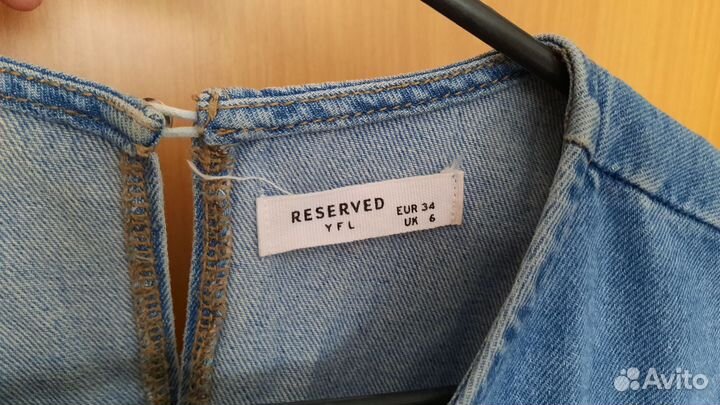 RESERVED
YFL
EUR 34
UK 6
Avito